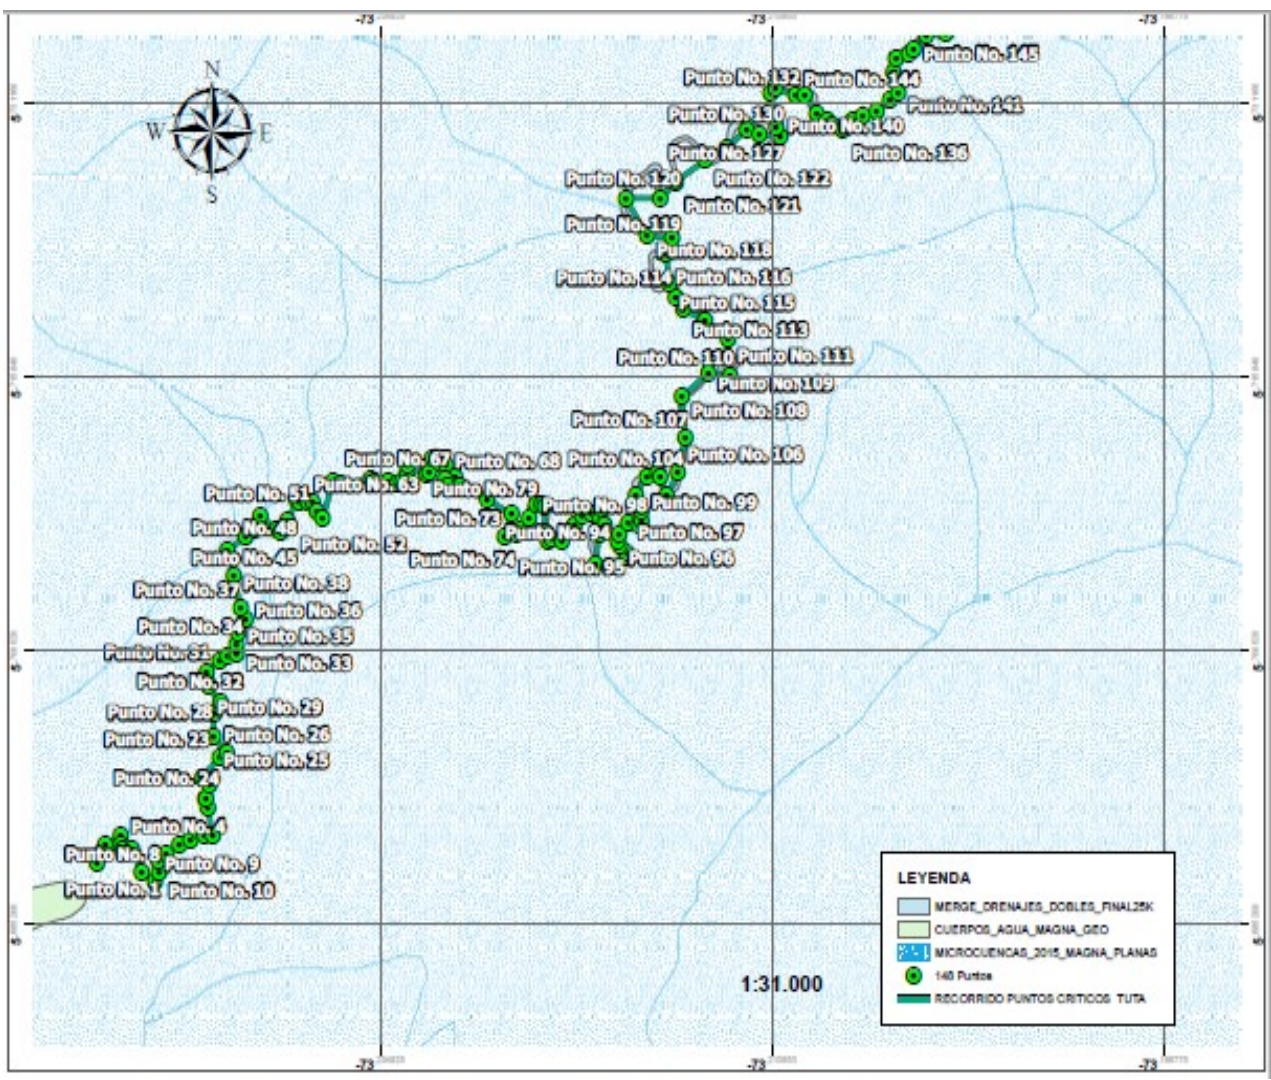 -73
-73
-73
N
W E
S
Punto No. 145
Punto No. 132
Punto No. 144
Punto No. 141
Punto No. 130
Punto No. 140
Punto No. 127
Punto No. 136
Punto No. 120
Punto No. 122
Punto No. 121
Punto No. 119
Punto No. 118
Punto No. 114
Punto No. 116
Punto No. 115
Punto No. 113
Punto No. 110
Punto No. 111
Punto No. 109
Punto No. 108
Punto No. 107
Punto No. 106
Punto No. 67
Punto No. 68
Punto No. 104
Punto No. 63
Punto No. 79
Punto No. 51
Punto No. 98
Punto No. 99
Punto No. 73
Punto No. 48
Punto No. 94
Punto No. 97
Punto No. 52
Punto No. 45
Punto No. 74
Punto No. 95
Punto No. 96
Punto No. 38
Punto No. 37
Punto No. 36
Punto No. 34
Punto No. 35
Punto No. 31
Punto No. 33
Punto No. 32
Punto No. 29
Punto No. 28
Punto No. 26
Punto No. 23
Punto No. 25
Punto No. 24
Punto No. 4
Punto No. 8
Punto No. 9
Punto No. 1
Punto No. 10
LEYENDA
MERGE_DRENAJES_DOBLES_FINAL25K
CUERPOS_AGUA_MAGNA_GEO
MICROCUENCAS_2015_MAGNA_PLANAS
148 Puntos
RECORRIDO PUNTOS CRITICOS TUTA
1:31.000
-73
-73
-73